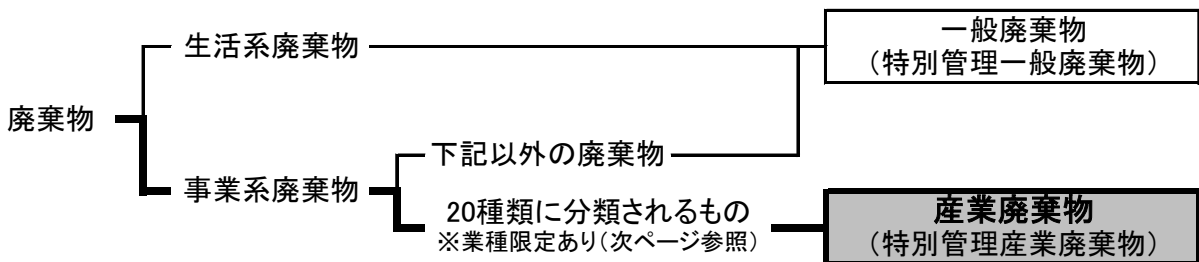 生活系廃棄物
一般廃棄物
（特別管理一般廃棄物）
廃棄物
下記以外の廃棄物
事業系廃棄物
20種類に分類されるもの
※業種限定あり（次ページ参照）
産業廃棄物
（特別管理産業廃棄物）